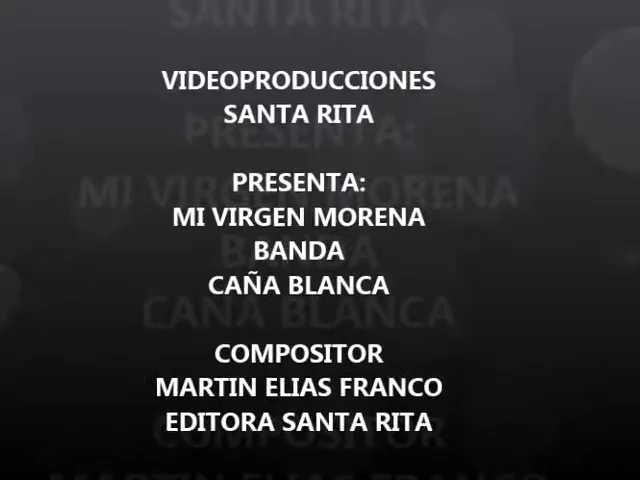 VIDEOPRODUCCIONES
SANTA RITA
PRESENTA:
MI VIRGEN MORENA
BANDA
CAÑA BLANCA
COMPOSITOR
MARTIN ELIAS FRANCO
EDITORA SANTA RITA